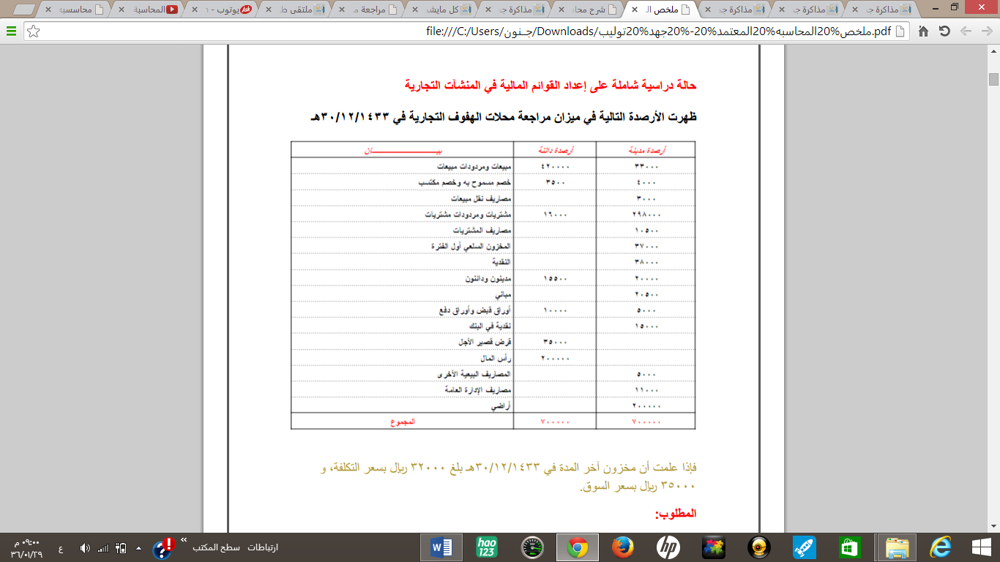 محاسسبيه
المحاسبة
يوتوب - ٦
ملتقى ط
مراجعة م
كل مايش
مذاكرة ج
شرح محا
ملخص الـ
مذاكرة جـ
مذاكرة جـ
مذاكرة جـ
file:///C:/Users/جـنون/Downloads/ملخص%20المحاسبه%20المعتمد%20-%20جهد%20توليب.pdf
حالة دراسية شاملة على إعداد القوائم المالية في المنشآت التجارية
ظهرت الأرصدة التالية في ميزان مراجعة محلات الهفوف التجارية في ٣٠/١٢/١٤٣٣هـ
أرصدة مدينة أرصدة دائنة بيـــــــــان
٣٣٠٠٠ ٤٢٠٠٠٠ مبيعات ومردودات مبيعات
٤٠٠٠ ٣٥٠٠ خصم مسموح به وخصم مكتسب
٣٠٠٠ مصاريف نقل مبيعات
٢٩٨٠٠٠ ١٦٠٠٠ مشتريات ومردودات مشتريات
١٠٥٠٠ مصاريف المشتريات
٣٧٠٠٠ المخزون السلعي أول الفترة
٣٨٠٠٠ النقدية
٢٠٠٠٠ ١٥٥٠٠ مدينون ودائنون
٢٠٥٠٠ مباني
٥٠٠٠ ١٠٠٠٠ أوراق قبض وأوراق دفع
١٥٠٠٠ نقدية في البنك
٣٥٠٠٠ قرض قصير الأجل
٢٠٠٠٠٠ رأس المال
٥٠٠٠ المصاريف البيعية الأخرى
١١٠٠٠ مصاريف الإدارة العامة
٢٠٠٠٠٠ أراضي
٧٠٠٠٠٠ ٧٠٠٠٠٠ المجموع
فإذا علمت أن مخزون آخر المدة في ٣٠/١٢/١٤٣٣هـ بلغ ٣٢٠٠٠ ريال بسعر التكلفة، و
٣٥٠٠٠ ريال بسعر السوق.
المطلوب:
٠٩:٠٠ م
٣٦/٠١/٢٩
ع
سطح المكتب
ارتباطات
hao
123
hp